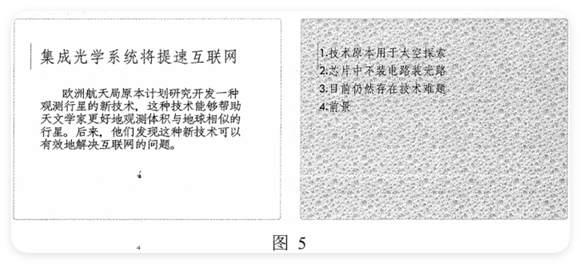 集成光学系统将提速互联网
欧洲航天局原本计划研究开发一种
观测行星的新技术，这种技术能够帮助
天文学家更好地观测体积与地球相似的
行星。后来，他们发现这种新技术可以
有效地解决互联网的问题。
4
1.技术原本用于太空探索
2.芯片中不装电路装光路
3.目前仍然存在技术难题
4.前景
4
图 5